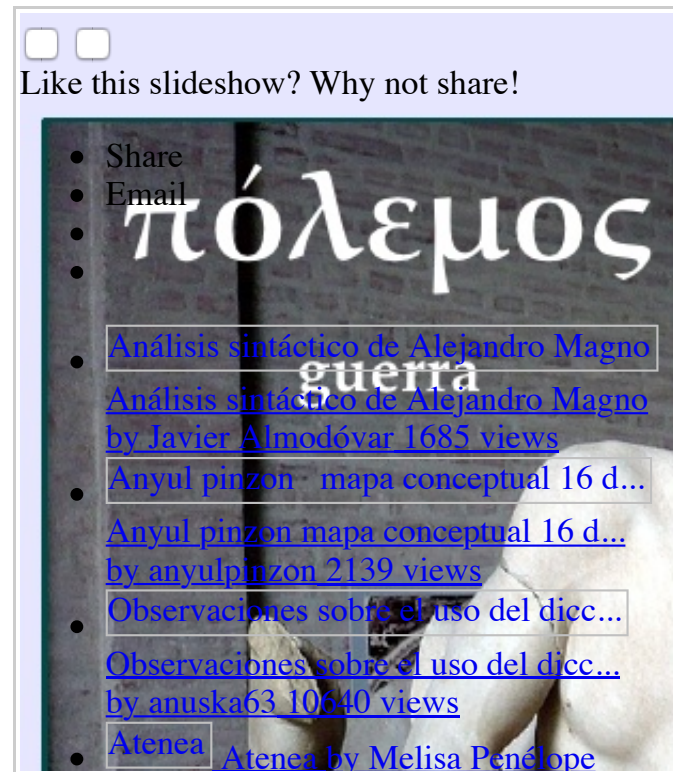 Like this slideshow? Why not share!
Share
Email
πόλεμος
Análisis sintáctico de Alejandro Magno
guerra
Análisis sintáctico de Alejandro Magno
by Javier Almodóvar 1685 views
Anyul pinzon mapa conceptual 16 d...
Anyul pinzon mapa conceptual 16 d...
by anyulpinzon 2139 views
Observaciones sobre el uso del dicc...
Observaciones sobre el uso del dicc...
by anuska63 10640 views
Atenea Atenea by Melisa Penélope